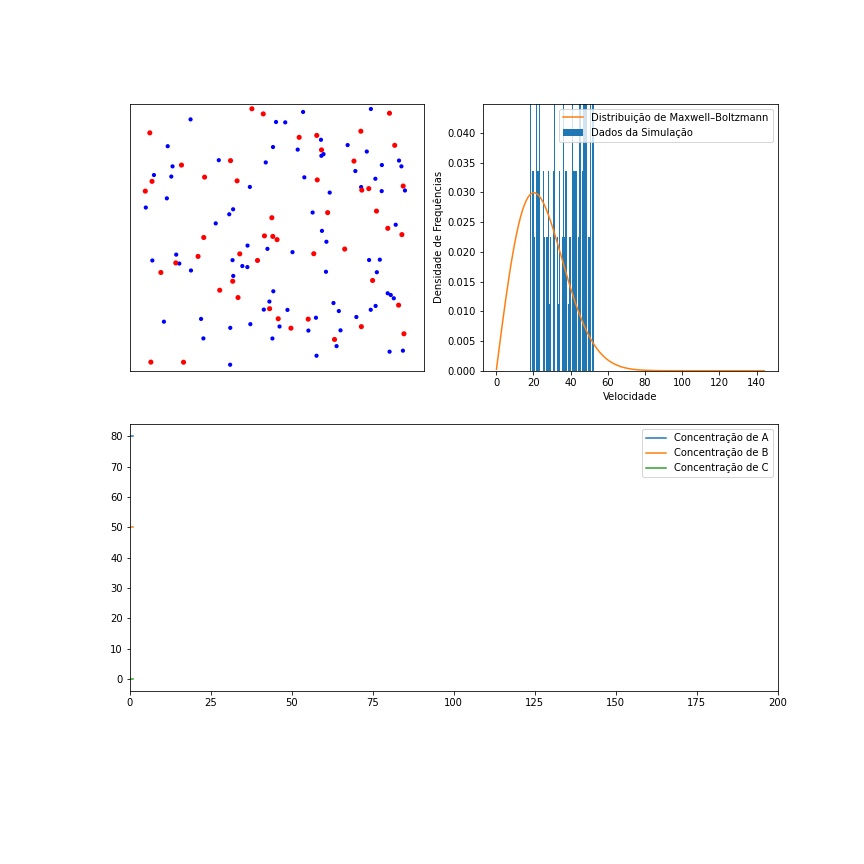 Distribuição de Maxwell–Boltzmann
Dados da Simulação
Densidade de Frequências
0.040
0.035
0.030
0.025
0.020
0.015
0.010
0.005
0.000
0 20 40 60 80 100 120 140
Velocidade
Concentração de A
Concentração de B
Concentração de C
80
70
60
50
40
30
20
10
0
0 25 50 75 100 125 150 175 200